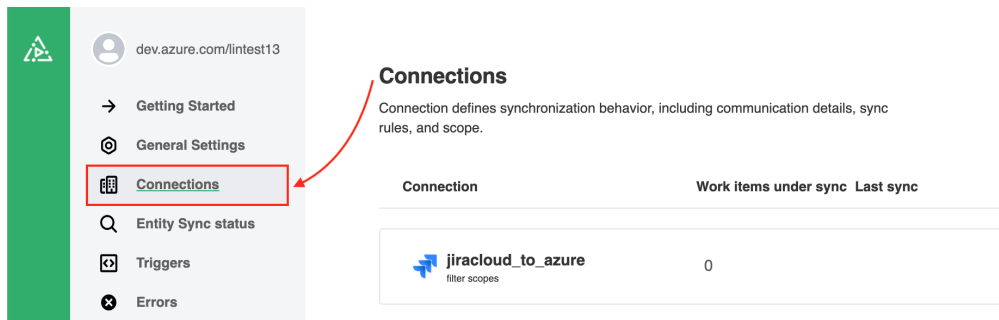 dev.azure.com/lintest13
Getting Started
General Settings
Connections
Entity Sync status
Triggers
Errors
Connections
Connection defines synchronization behavior, including communication details, sync
rules, and scope.
Connection Work items under sync Last sync
jiracloud_to_azure 0
filter scopes